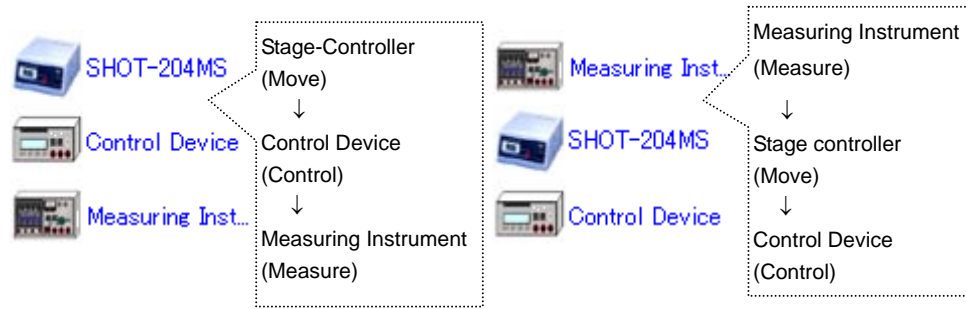 SHOT-204MS
Control Device
Measuring Inst...
Stage-Controller
(Move)
↓
Control Device
(Control)
↓
Measuring Instrument
(Measure)
Measuring Inst...
SHOT-204MS
Control Device
Measuring Instrument
(Measure)
↓
Stage controller
(Move)
↓
Control Device
(Control)